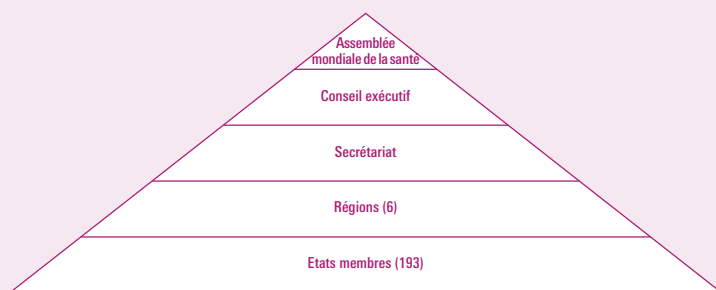 Assemblée
mondiale de la santé
Conseil exécutif
Secrétariat
Régions (6)
Etats membres (193)